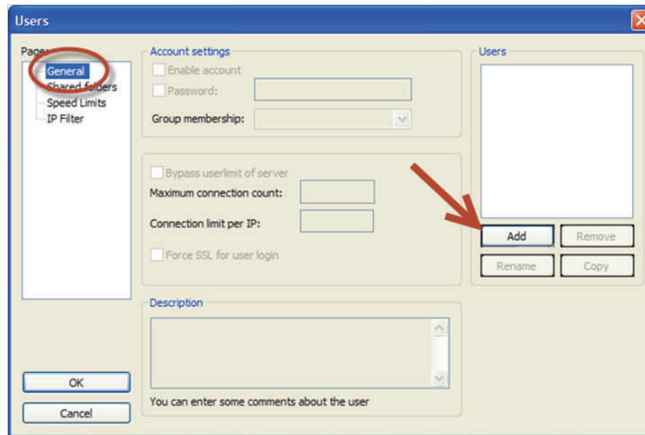 Users
Page:
General
Shared folders
Speed Limits
IP Filter
Account settings
Enable account
Password:
Group membership:
Bypass userlimit of server
Maximum connection count:
Connection limit per IP:
Force SSL for user login
Description
You can enter some comments about the user
Users
Add
Remove
Rename
Copy
OK
Cancel